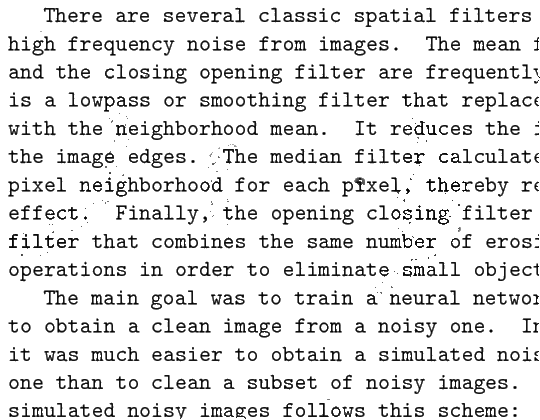 There are several classic spatial filters
high frequency noise from images. The mean f
and the closing opening filter are frequently
is a lowpass or smoothing filter that replace
with the neighborhood mean. It reduces the i
the image edges. The median filter calculate
pixel neighborhood for each pixel, thereby re
effect. Finally, the opening closing filter
filter that combines the same number of erosi
operations in order to eliminate small object
The main goal was to train a neural networ
to obtain a clean image from a noisy one. In
it was much easier to obtain a simulated nois
one than to clean a subset of noisy images.
simulated noisy images follows this scheme: